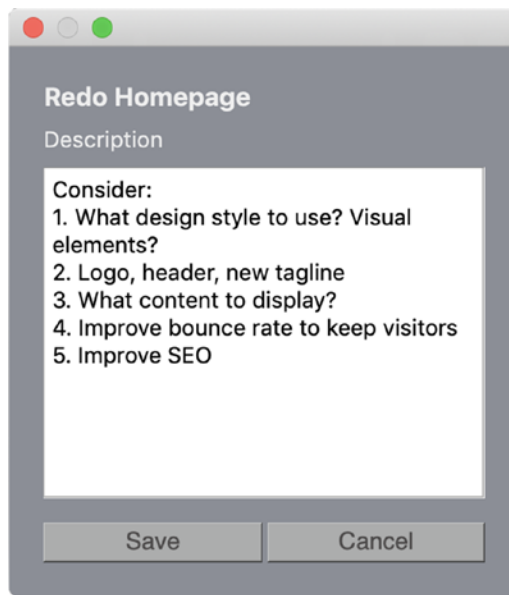 Redo Homepage
Description
Consider:
1. What design style to use? Visual
elements?
2. Logo, header, new tagline
3. What content to display?
4. Improve bounce rate to keep visitors
5. Improve SEO
Save Cancel